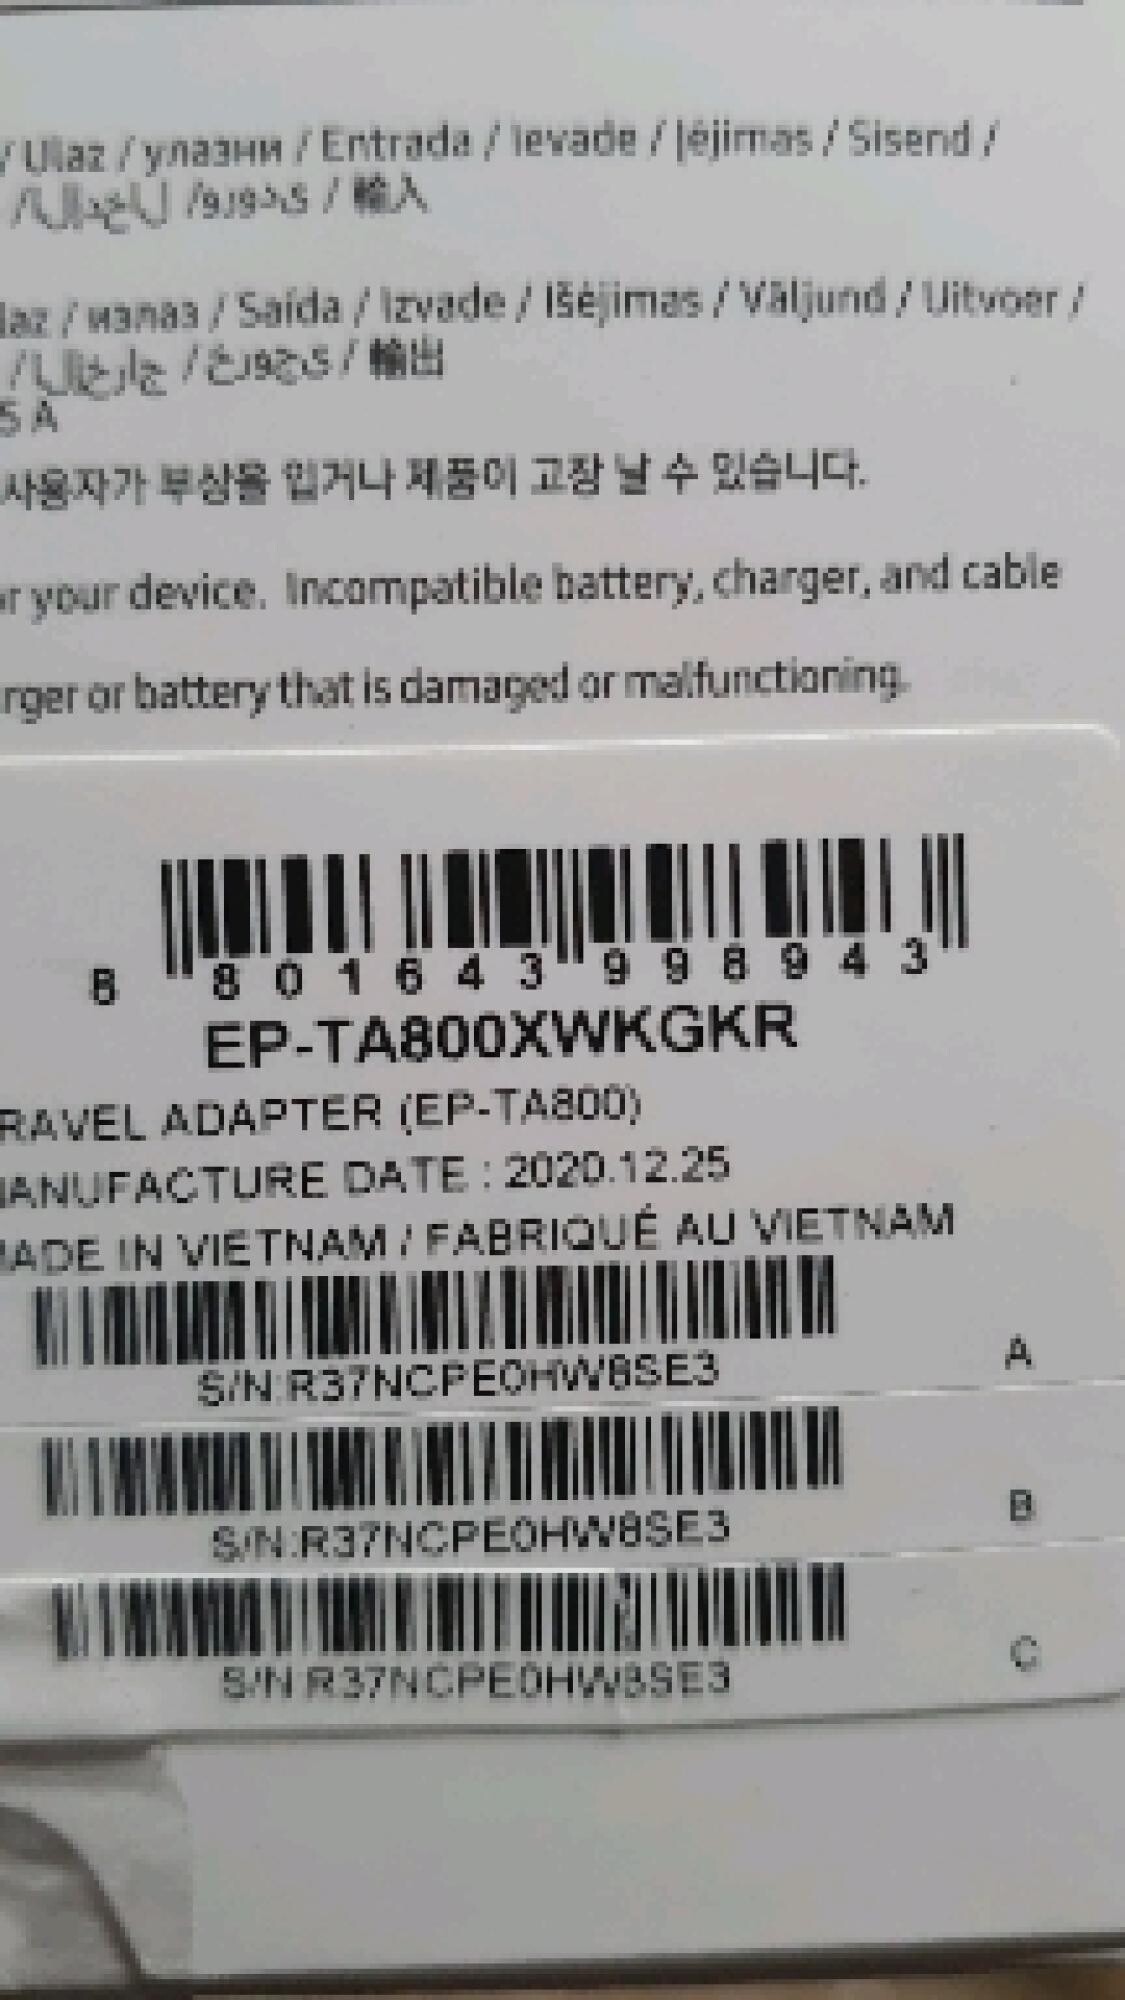 / Ulaz / улазни / Entrada / Ievade / Įėjimas / Sisend /
/ 輸入
laz / излаз / Saída / Izvade / Išėjimas / Väljund / Uitvoer /
/ 輸出
5 A
사용자가 부상을 입거나 제품이 고장 날 수 있습니다.
r your device. Incompatible battery, charger, and cable
rger or battery that is damaged or malfunctioning.
8 801643 998943
EP-TA800XWKGKR
RAVEL ADAPTER (EP-TA800)
MANUFACTURE DATE : 2020.12.25
MADE IN VIETNAM / FABRIQUÉ AU VIETNAM
S/N:R37NCPE0HW8SE3
A
S/N:R37NCPE0HW8SE3
B
S/N:R37NCPE0HW8SE3
C